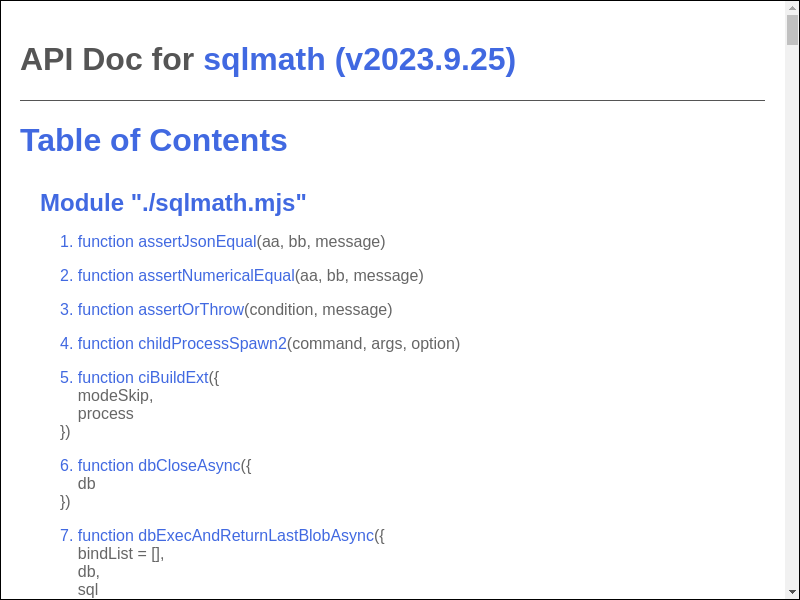 API Doc for sqlmath (v2023.9.25)
Table of Contents
Module "./sqlmath.mjs"
1. function assertJsonEqual(aa, bb, message)
2. function assertNumericalEqual(aa, bb, message)
3. function assertOrThrow(condition, message)
4. function childProcessSpawn2(command, args, option)
5. function ciBuildExt({
modeSkip,
process
})
6. function dbCloseAsync({
db
})
7. function dbExecAndReturnLastBlobAsync({
bindList = [],
db,
sql